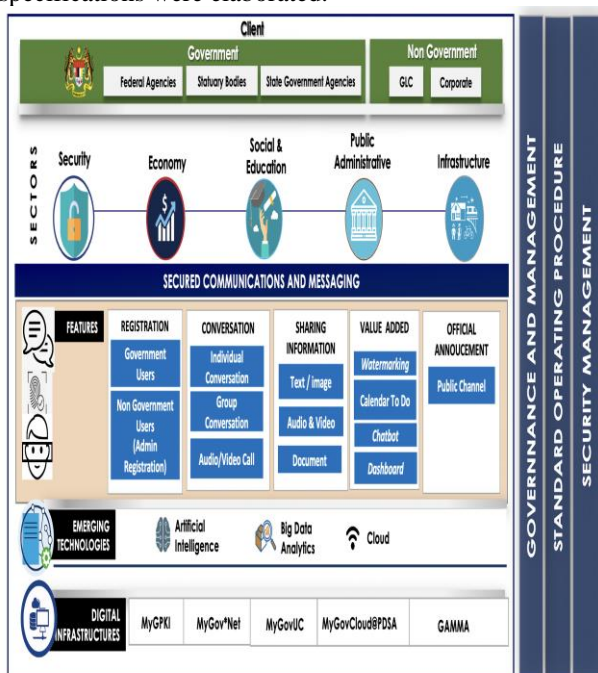 specifications were elaborated.
Client
Government
Non Government
Federal Agencies
Statuary Bodies
State Government Agencies
GLC
Corporate
SECTORS
Security
Economy
Social &
Education
Public
Administrative
Infrastructure
SECURED COMMUNICATIONS AND MESSAGING
FEATURES
REGISTRATION
Government
Users
Non Government
Users
(Admin
Registration)
CONVERSATION
Individual
Conversation
Group
Conversation
Audio/Video Call
SHARING
INFORMATION
Text / image
Audio & Video
Document
VALUE ADDED
Watermarking
Calendar To Do
Chatbot
Dashboard
OFFICIAL
ANNOUCEMENT
Public Channel
EMERGING
TECHNOLOGIES
Artificial
Intelligence
Big Data
Analytics
Cloud
DIGITAL
INFRASTRUCTURES
MyGPKI
MyGov*Net
MyGovUC
MyGovCloud@PDSA
GAMMA
GOVERNNANCE AND MANAGEMENT
STANDARD OPERATING PROCEDURE
SECURITY MANAGEMENT